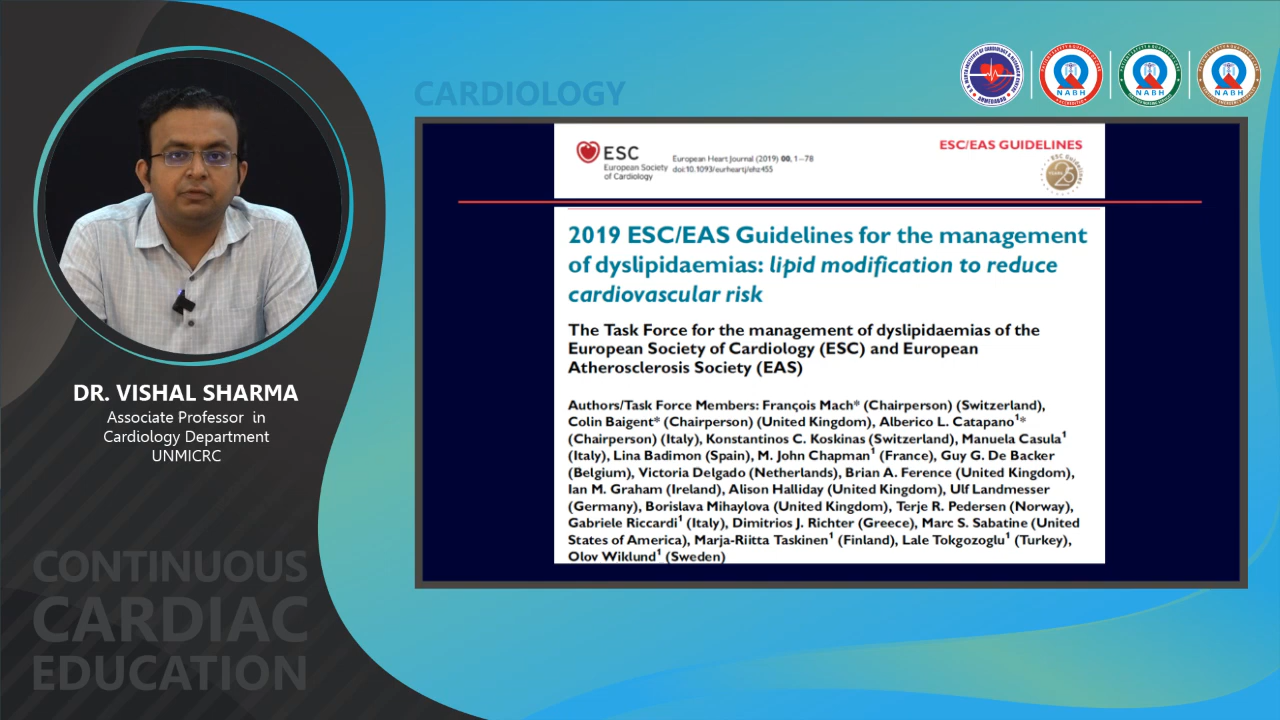 CARDIOLOGY
NABH
NABH
NABH
ESC
European Society
of Cardiology
European Heart Journal (2019) 00, 1–78
doi:10.1093/eurheartj/ehz455
ESC/EAS GUIDELINES
25
2019 ESC/EAS Guidelines for the management
of dyslipidaemias: lipid modification to reduce
cardiovascular risk
The Task Force for the management of dyslipidaemias of the
European Society of Cardiology (ESC) and European
Atherosclerosis Society (EAS)
Authors/Task Force Members: François Mach* (Chairperson) (Switzerland),
Colin Baigent* (Chairperson) (United Kingdom), Alberico L. Catapano¹*
(Chairperson) (Italy), Konstantinos C. Koskinas (Switzerland), Manuela Casula¹
(Italy), Lina Badimon (Spain), M. John Chapman¹ (France), Guy G. De Backer
(Belgium), Victoria Delgado (Netherlands), Brian A. Ference (United Kingdom),
Ian M. Graham (Ireland), Alison Halliday (United Kingdom), Ulf Landmesser
(Germany), Borislava Mihaylova (United Kingdom), Terje R. Pedersen (Norway),
Gabriele Riccardi¹ (Italy), Dimitrios J. Richter (Greece), Marc S. Sabatine (United
States of America), Marja-Riitta Taskinen¹ (Finland), Lale Tokgozoglu¹ (Turkey),
Olov Wiklund¹ (Sweden)
DR. VISHAL SHARMA
Associate Professor in
Cardiology Department
UNMICRC
CONTINUOUS
CARDIAC
EDUCATION